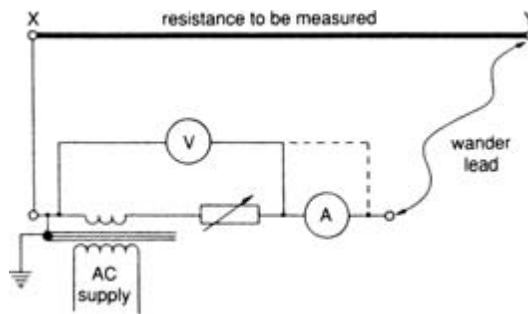 X resistance to be measured Y
V
wander
lead
A
AC
supply